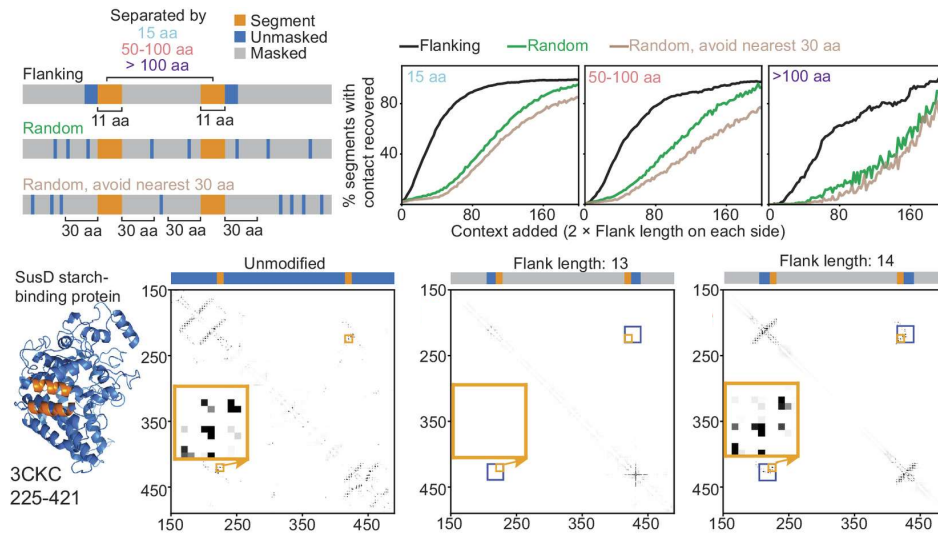 Separated by
15 aa
50-100 aa
> 100 aa
Segment
Unmasked
Masked
Flanking
11 aa
11 aa
Random
Random, avoid nearest 30 aa
30 aa
30 aa
30 aa
30 aa
Flanking
Random
Random, avoid nearest 30 aa
% segments with
contact recovered
80
40
15 aa
50-100 aa
>100 aa
0
80
160
0
80
160
0
80
160
Context added (2 × Flank length on each side)
SusD starch-
binding protein
3CKC
225-421
Unmodified
150
250
350
450
150
250
350
450
Flank length: 13
150
250
350
450
150
250
350
450
Flank length: 14
150
250
350
450
150
250
350
450